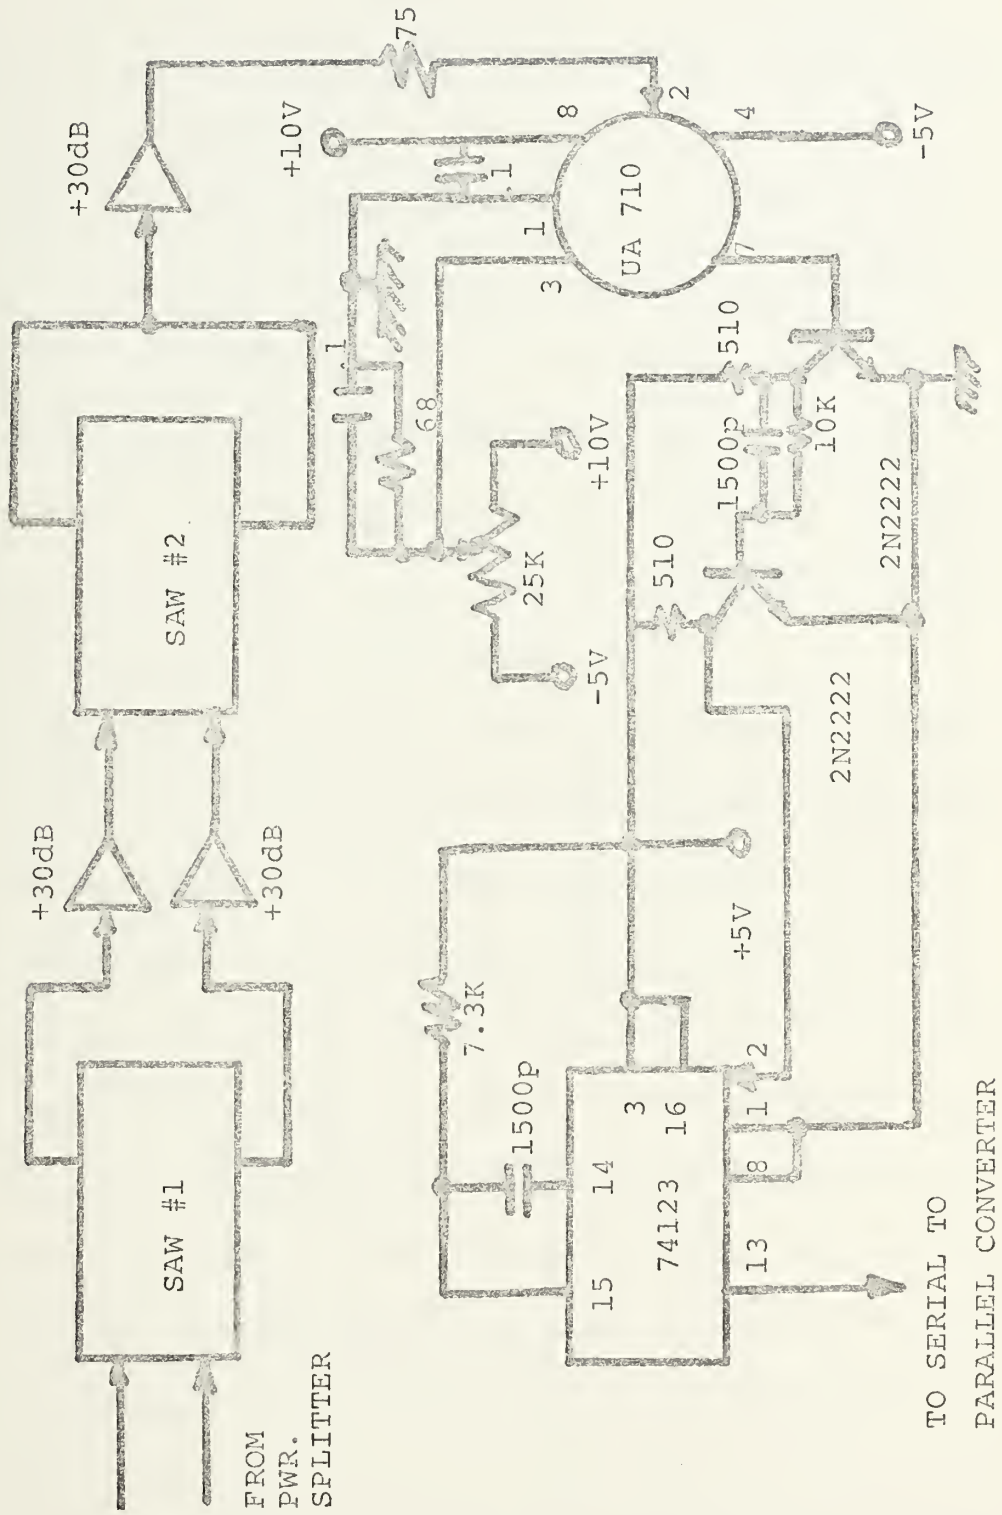 FROM
PWR.
SPLITTER
SAW #1
+30dB
+30dB
SAW #2
+30dB
75
+10V
.1
8
1
3
2
4
7
UA 710
-5V
1
68
25K
-5V
+10V
510
510
1500p
10K
2N2222
2N2222
+5V
7.3K
1500p
15
14
3
16
74123
13
8
1
2
TO SERIAL TO
PARALLEL CONVERTER